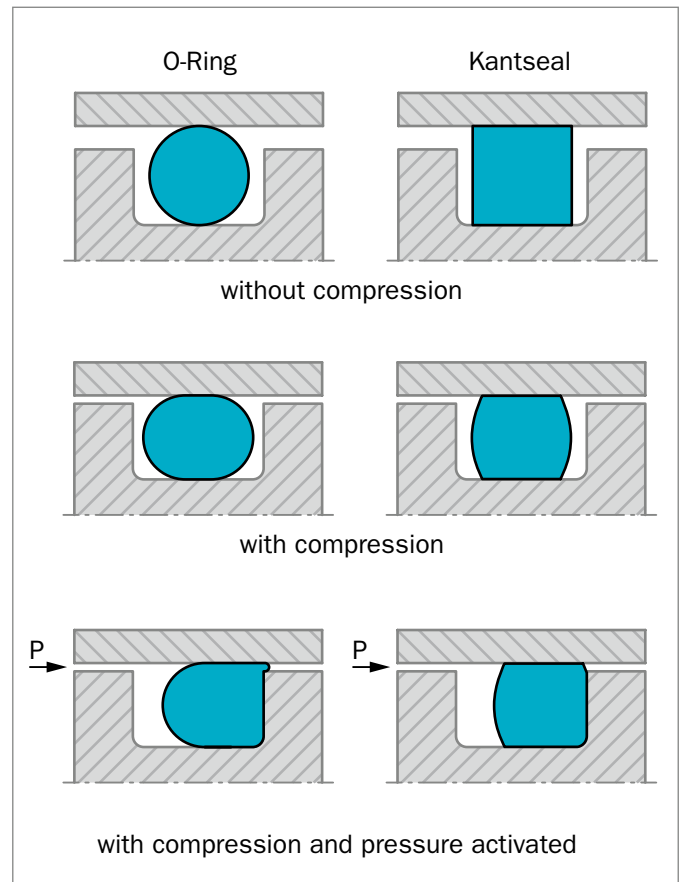 O-Ring
Kantseal
without compression
with compression
P
P
with compression and pressure activated